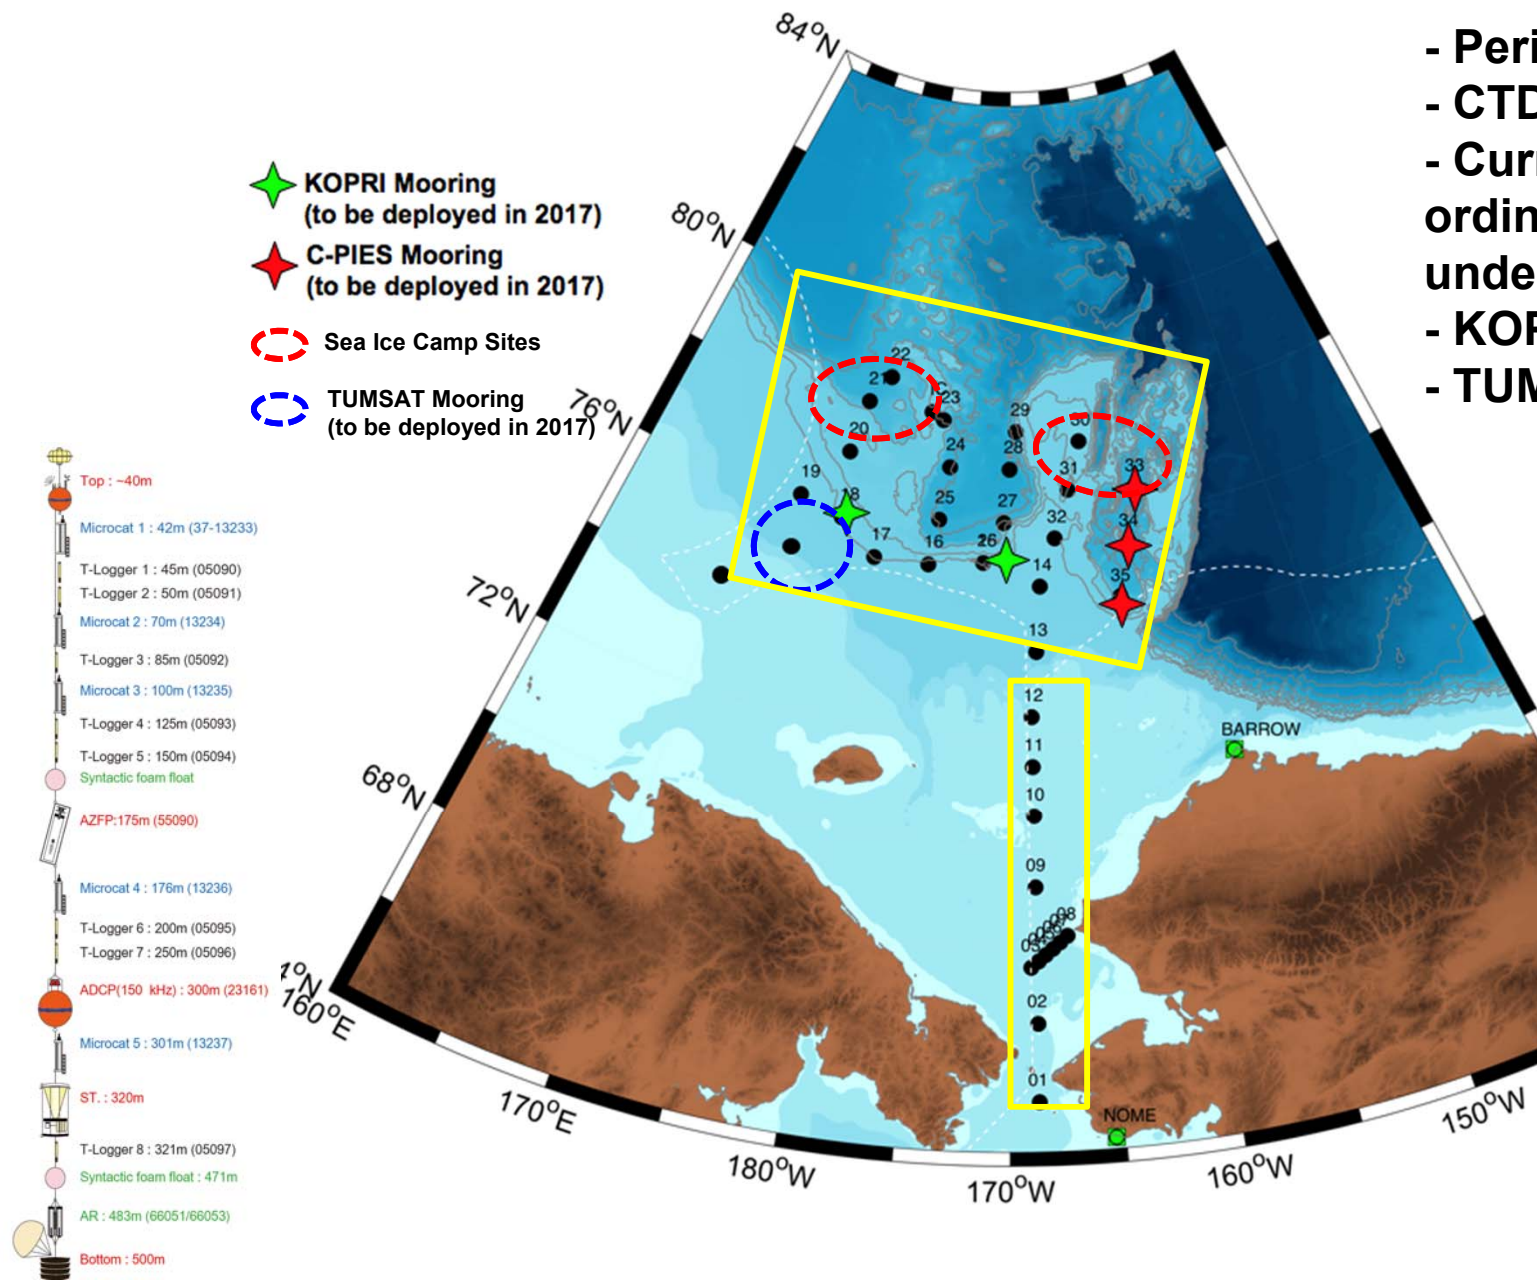 84°N
80°N
76°N
72°N
68°N
4°N
160°E
170°E
180°W
170°W
160°W
150°W
KOPRI Mooring
(to be deployed in 2017)
C-PIES Mooring
(to be deployed in 2017)
Sea Ice Camp Sites
TUMSAT Mooring
(to be deployed in 2017)
- Peri
- CTD
- Curr
ordin
unde
- KOP
- TUM
Top : ~40m
Microcat 1 : 42m (37-13233)
T-Logger 1 : 45m (05090)
T-Logger 2 : 50m (05091)
Microcat 2 : 70m (13234)
T-Logger 3 : 85m (05092)
Microcat 3 : 100m (13235)
T-Logger 4 : 125m (05093)
T-Logger 5 : 150m (05094)
Syntactic foam float
AZFP:175m (55090)
Microcat 4 : 176m (13236)
T-Logger 6 : 200m (05095)
T-Logger 7 : 250m (05096)
ADCP(150 kHz) : 300m (23161)
Microcat 5 : 301m (13237)
ST. : 320m
T-Logger 8 : 321m (05097)
Syntactic foam float : 471m
AR : 483m (66051/66053)
Bottom : 500m
22
21
23
29
30
20
24
28
31
33
19
18
25
27
34
17
16
26
32
14
35
13
12
11
10
09
08
03
02
01
BARROW
NOME